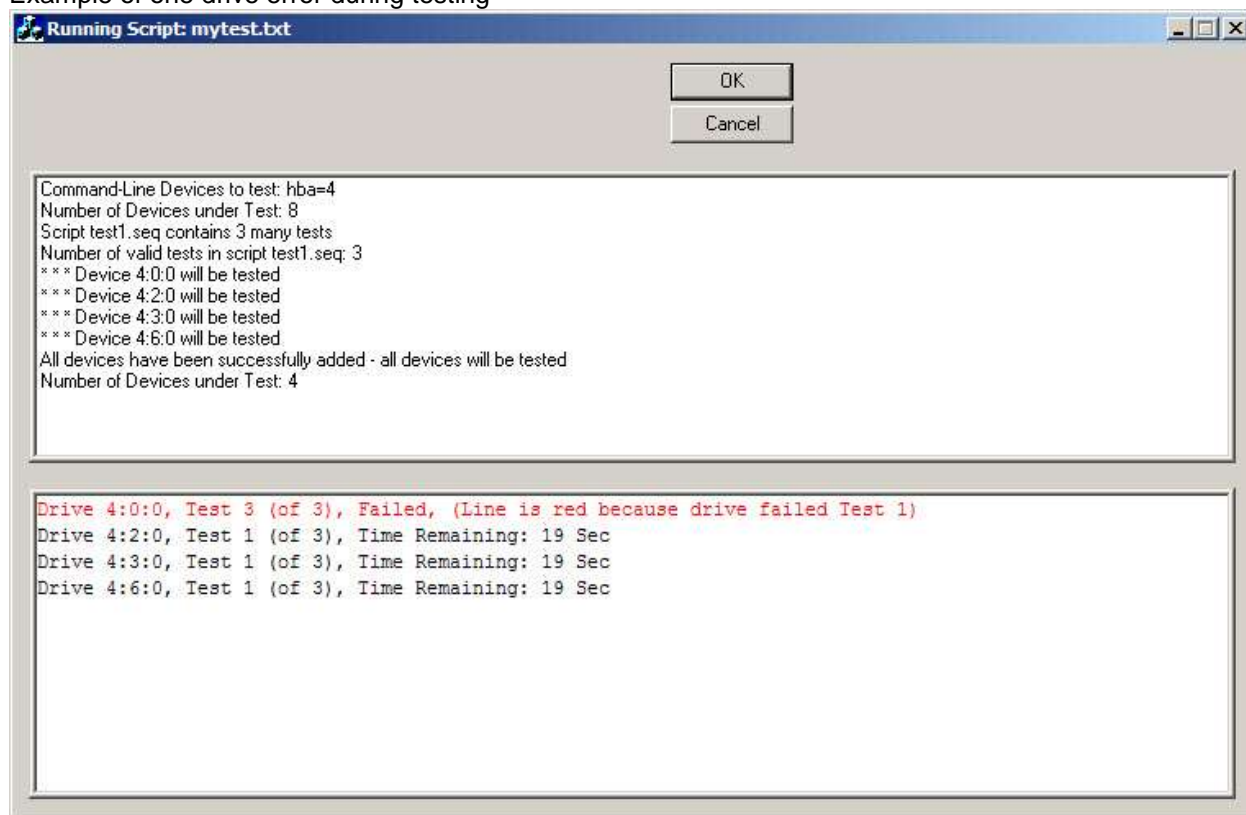 Example of one drive error during testing
Running Script: mytest.txt
OK
Cancel
Command-Line Devices to test: hba=4
Number of Devices under Test: 8
Script test1.seq contains 3 many tests
Number of valid tests in script test1.seq: 3
* * * Device 4:0:0 will be tested
* * * Device 4:2:0 will be tested
* * * Device 4:3:0 will be tested
* * * Device 4:6:0 will be tested
All devices have been successfully added - all devices will be tested
Number of Devices under Test: 4
Drive 4:0:0, Test 3 (of 3), Failed, (Line is red because drive failed Test 1)
Drive 4:2:0, Test 1 (of 3), Time Remaining: 19 Sec
Drive 4:3:0, Test 1 (of 3), Time Remaining: 19 Sec
Drive 4:6:0, Test 1 (of 3), Time Remaining: 19 Sec